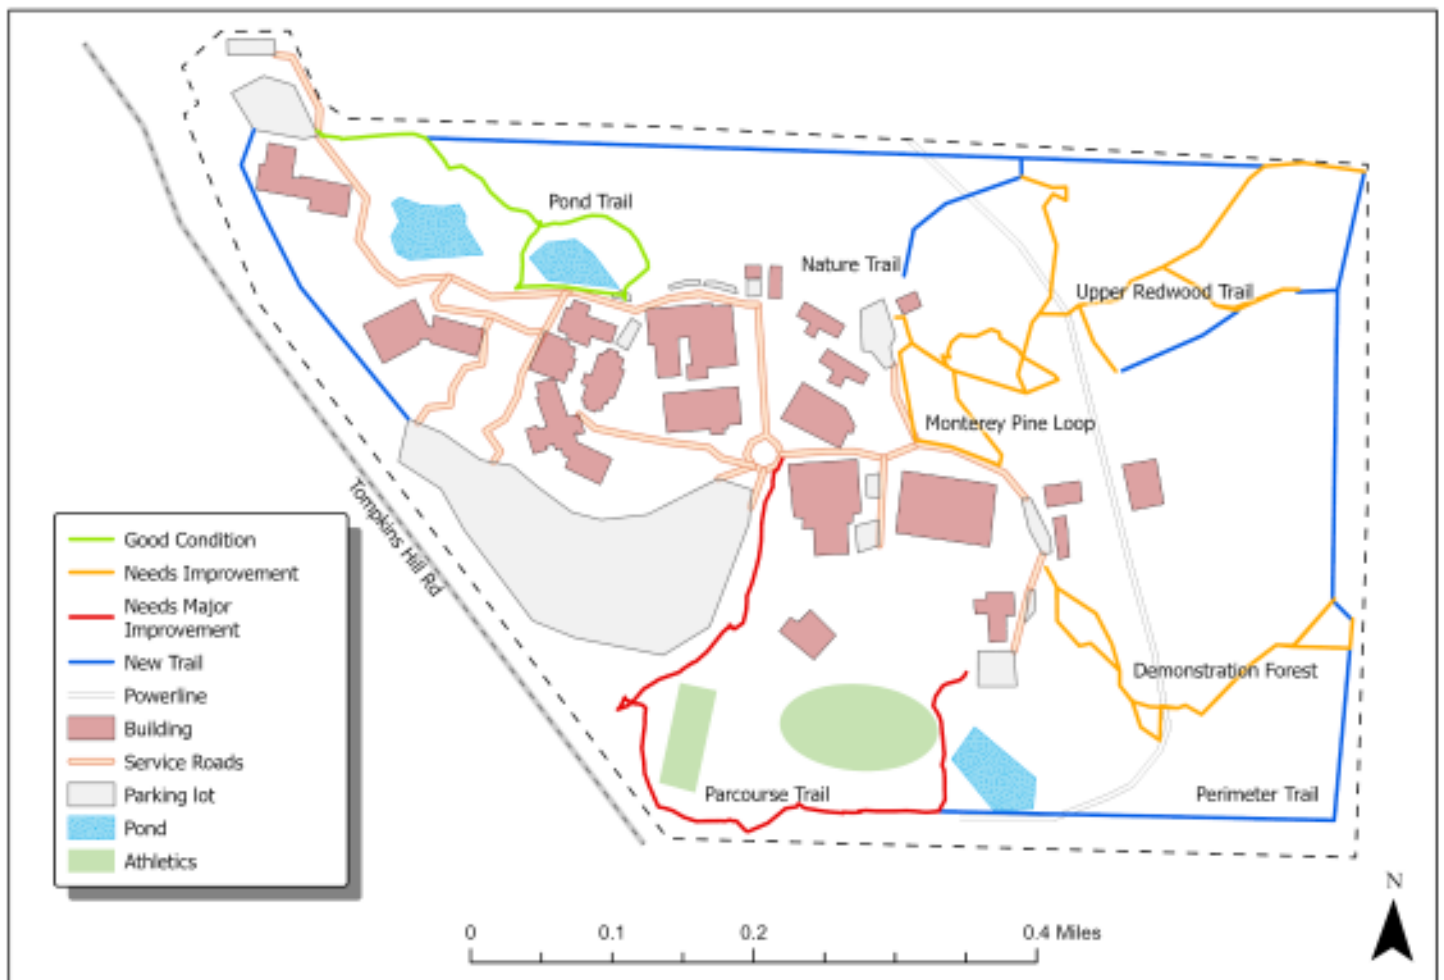 Pond Trail
Nature Trail
Upper Redwood Trail
Monterey Pine Loop
Tompkins Hill Rd
Good Condition
Needs Improvement
Needs Major
Improvement
New Trail
Powerline
Building
Service Roads
Parking lot
Pond
Athletics
Demonstration Forest
Parcourse Trail
Perimeter Trail
N
0 0.1 0.2 0.4 Miles